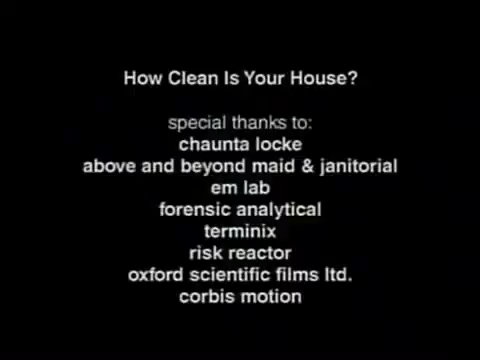 How Clean Is Your House?
special thanks to:
chaunta locke
above and beyond maid & janitorial
em lab
forensic analytical
terminix
risk reactor
oxford scientific films ltd.
corbis motion